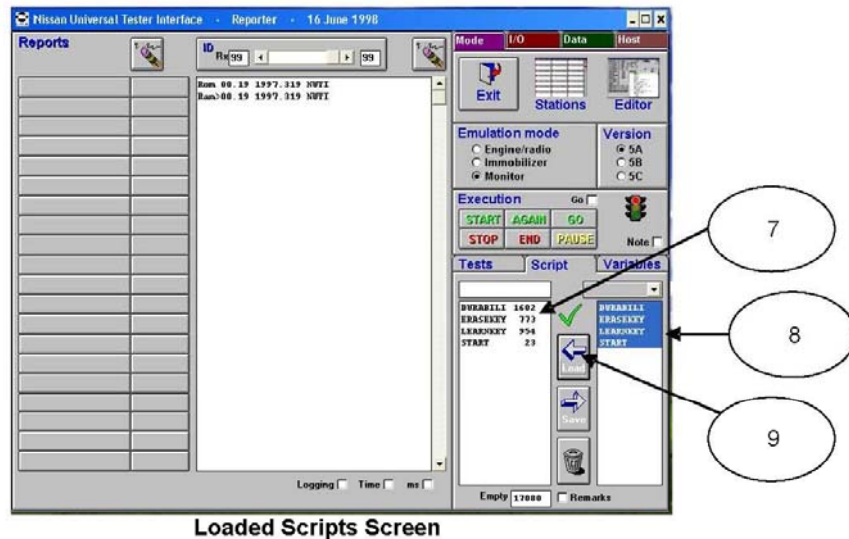 Nissan Universal Tester Interface - Reporter - 16 June 1998
Reports
ID
Rx 99 99
Rom 00.19 1997.319 NUTI
Ram>00.19 1997.319 NUTI
Logging Time ms
Mode I/O Data Host
Exit Stations Editor
Emulation mode
Engine/radio
Immobilizer
Monitor
Version
5A
5B
5C
Execution Go
START AGAIN GO
STOP END PAUSE Note
Tests Script Variables
DURABILI 1602
ERASEKEY 773
LEARNKEY 954
START 23
Load
Save
DURABILI
ERASEKEY
LEARNKEY
START
Empty 17000 Remarks
7
8
9
Loaded Scripts Screen